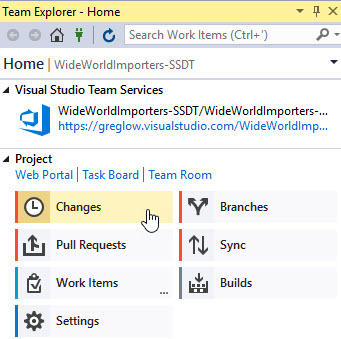 Team Explorer - Home
Search Work Items (Ctrl+')
Home | WideWorldImporters-SSDT
Visual Studio Team Services
WideWorldImporters-SSDT/WideWorldImporters-...
https://greglow.visualstudio.com/WideWorldImp...
Project
Web Portal | Task Board | Team Room
Changes
Branches
Pull Requests
Sync
Work Items
...
Builds
Settings